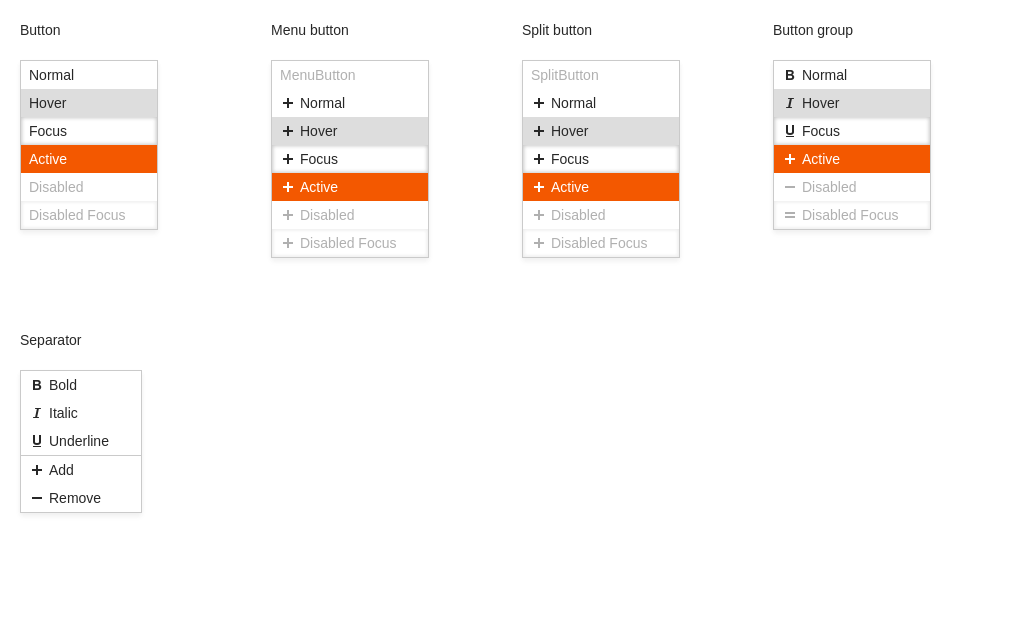 Button
Normal
Hover
Focus
Active
Disabled
Disabled Focus
Menu button
MenuButton
Normal
Hover
Focus
Active
Disabled
Disabled Focus
Split button
SplitButton
Normal
Hover
Focus
Active
Disabled
Disabled Focus
Button group
B Normal
I Hover
U Focus
Active
Disabled
Disabled Focus
Separator
B Bold
I Italic
U Underline
Add
Remove